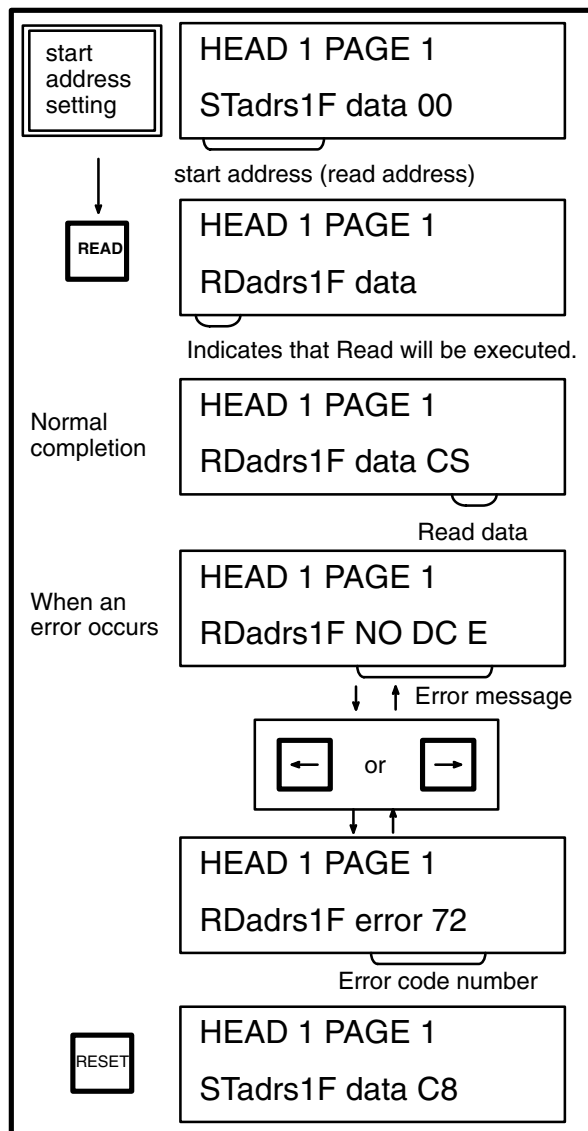 start
address
setting
HEAD 1 PAGE 1
STadrs1F data 00
start address (read address)
READ
HEAD 1 PAGE 1
RDadrs1F data
Indicates that Read will be executed.
Normal
completion
HEAD 1 PAGE 1
RDadrs1F data CS
Read data
When an
error occurs
HEAD 1 PAGE 1
RDadrs1F NO DC E
Error message
← or →
HEAD 1 PAGE 1
RDadrs1F error 72
Error code number
RESET
HEAD 1 PAGE 1
STadrs1F data C8